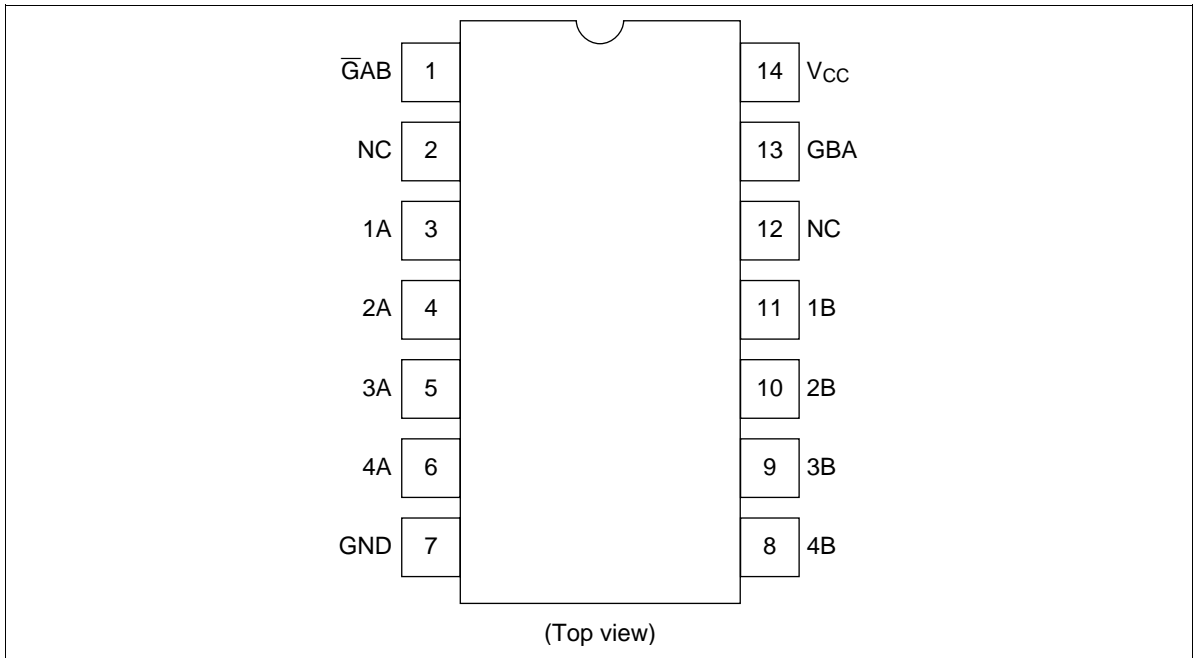 G̅AB 1 14 VCC
NC 2 13 GBA
1A 3 12 NC
2A 4 11 1B
3A 5 10 2B
4A 6 9 3B
GND 7 8 4B
(Top view)